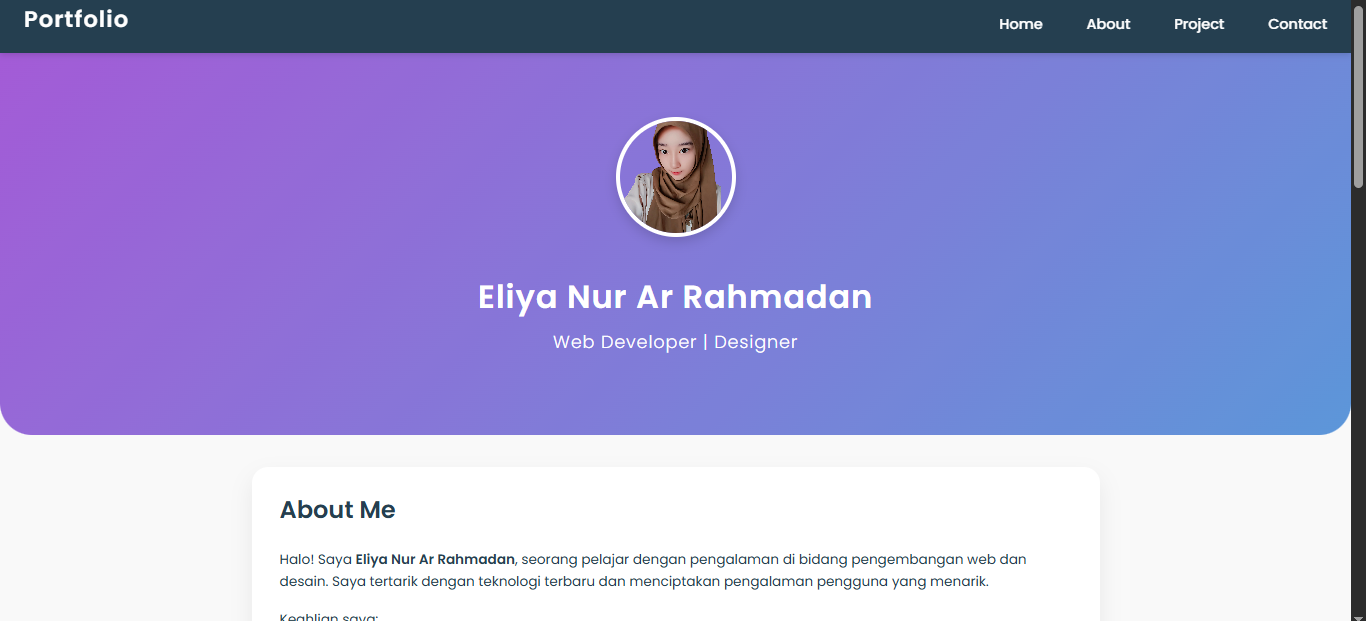 Portfolio
Home About Project Contact
Eliya Nur Ar Rahmadan
Web Developer | Designer
About Me
Halo! Saya Eliya Nur Ar Rahmadan, seorang pelajar dengan pengalaman di bidang pengembangan web dan
desain. Saya tertarik dengan teknologi terbaru dan menciptakan pengalaman pengguna yang menarik.
Keahlian saya: